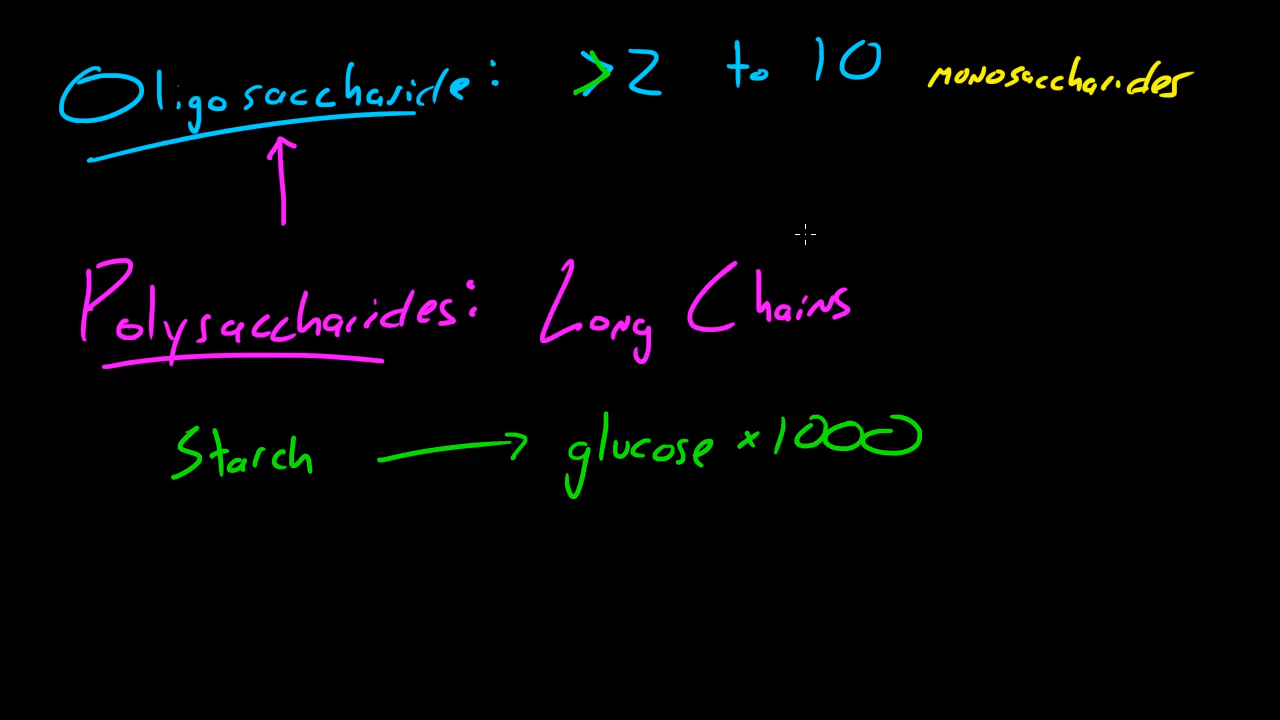 Oligosaccharide: >2 to 10 monosaccharides
Polysaccharides: Long Chains
Starch → glucose × 1000